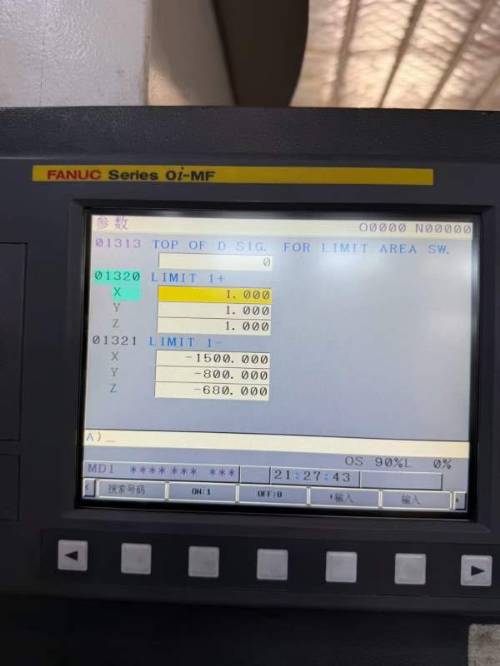 FANUC Series 0i-MF
参数 O0000 N00000
01313 TOP OF D SIG. FOR LIMIT AREA SW.
0
01320 LIMIT 1+
X 1.000
Y 1.000
Z 1.000
01321 LIMIT 1-
X -1500.000
Y -800.000
Z -680.000
A)_
OS 90%L 0%
MDI **** *** *** 21:27:43
搜索号码 ON:1 OFF:0 +输入 输入